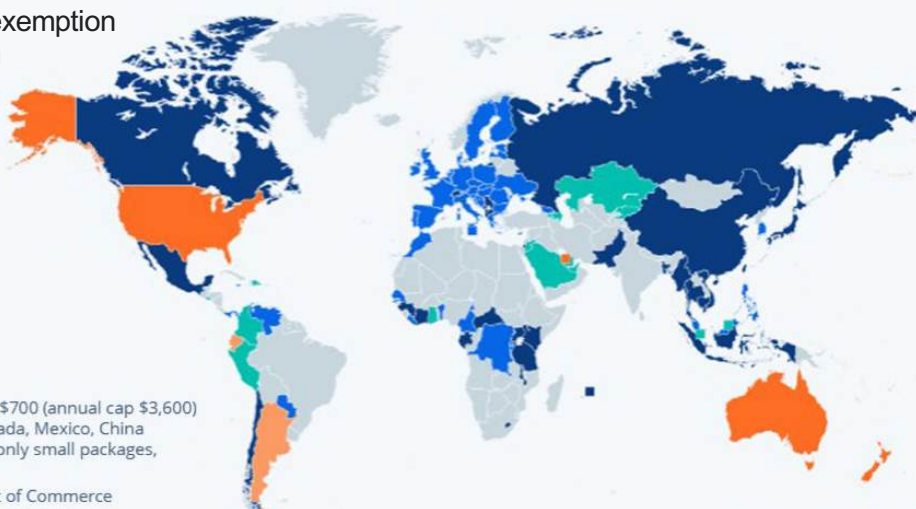 exemption
$700 (annual cap $3,600)
ada, Mexico, China
only small packages,
t of Commerce